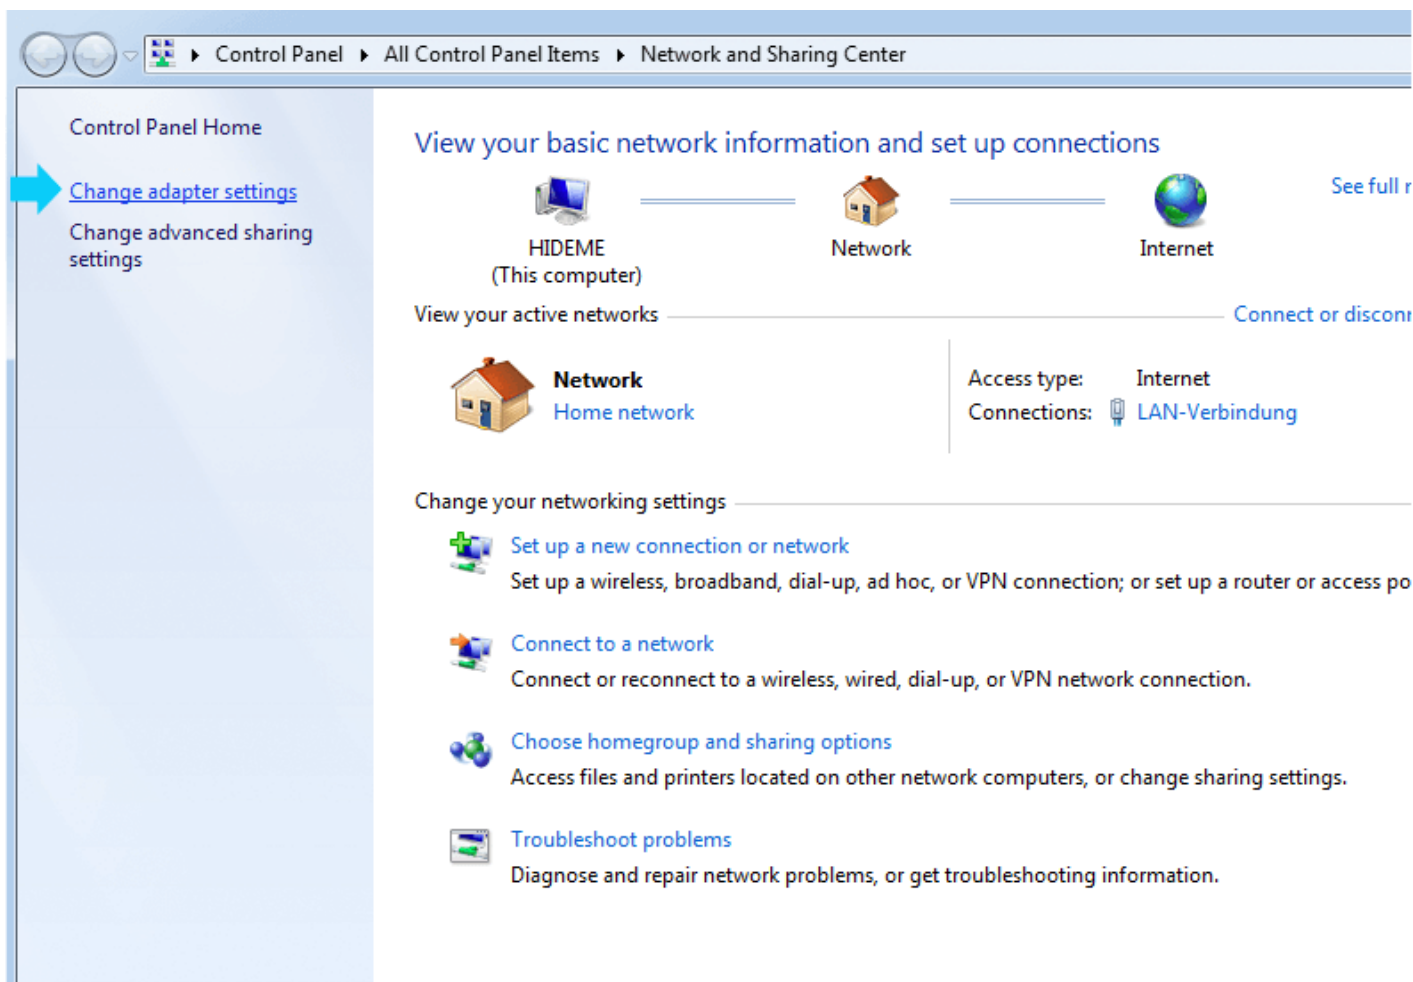 Control Panel ▸ All Control Panel Items ▸ Network and Sharing Center
Control Panel Home
Change adapter settings
Change advanced sharing
settings
View your basic network information and set up connections
See full
HIDEME
(This computer)
Network
Internet
View your active networks
Connect or
Network
Home network
Access type: Internet
Connections: LAN-Verbindung
Change your networking settings
Set up a new connection or network
Set up a wireless, broadband, dial-up, ad hoc, or VPN connection; or set up a router or access
Connect to a network
Connect or reconnect to a wireless, wired, dial-up, or VPN network connection.
Choose homegroup and sharing options
Access files and printers located on other network computers, or change sharing settings.
Troubleshoot problems
Diagnose and repair network problems, or get troubleshooting information.